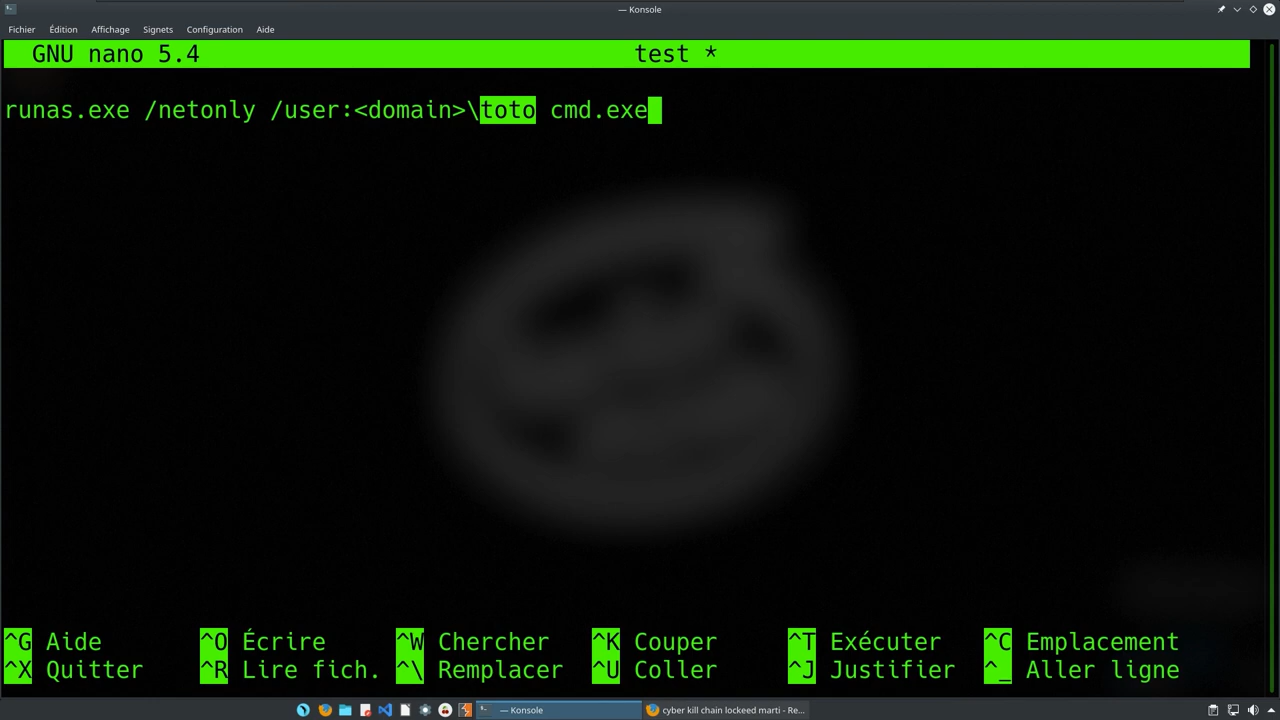 — Konsole
Fichier Édition Affichage Signets Configuration Aide
GNU nano 5.4 test *
runas.exe /netonly /user:<domain>\toto cmd.exe
^G Aide ^O Écrire ^W Chercher ^K Couper ^T Exécuter ^C Emplacement
^X Quitter ^R Lire fich. ^\ Remplacer ^U Coller ^J Justifier ^_ Aller ligne
— Konsole cyber kill chain lockeed marti - Re...